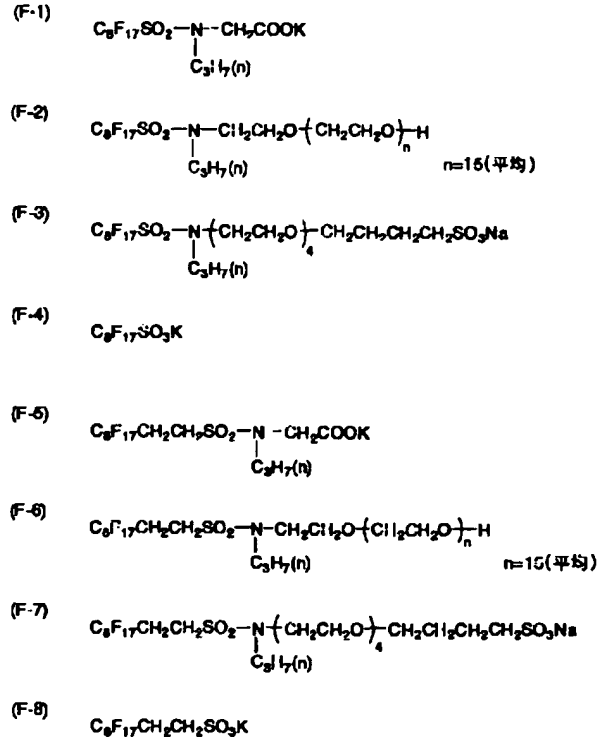 (F-1)
C₈F₁₇SO₂—N—CH₂COOK
C₃H₇(n)
(F-2)
C₈F₁₇SO₂—N—CH₂CH₂O—(CH₂CH₂O)ₙ—H
C₃H₇(n)
n=15(平均)
(F-3)
C₈F₁₇SO₂—N—(CH₂CH₂O)₄—CH₂CH₂CH₂CH₂SO₃Na
C₃H₇(n)
(F-4)
C₈F₁₇SO₃K
(F-5)
C₈F₁₇CH₂CH₂SO₂—N—CH₂COOK
C₃H₇(n)
(F-6)
C₈F₁₇CH₂CH₂SO₂—N—CH₂CH₂O—(CH₂CH₂O)ₙ—H
C₃H₇(n)
n=15(平均)
(F-7)
C₈F₁₇CH₂CH₂SO₂—N—(CH₂CH₂O)₄—CH₂CH₂CH₂CH₂SO₃Na
C₃H₇(n)
(F-8)
C₈F₁₇CH₂CH₂SO₃K